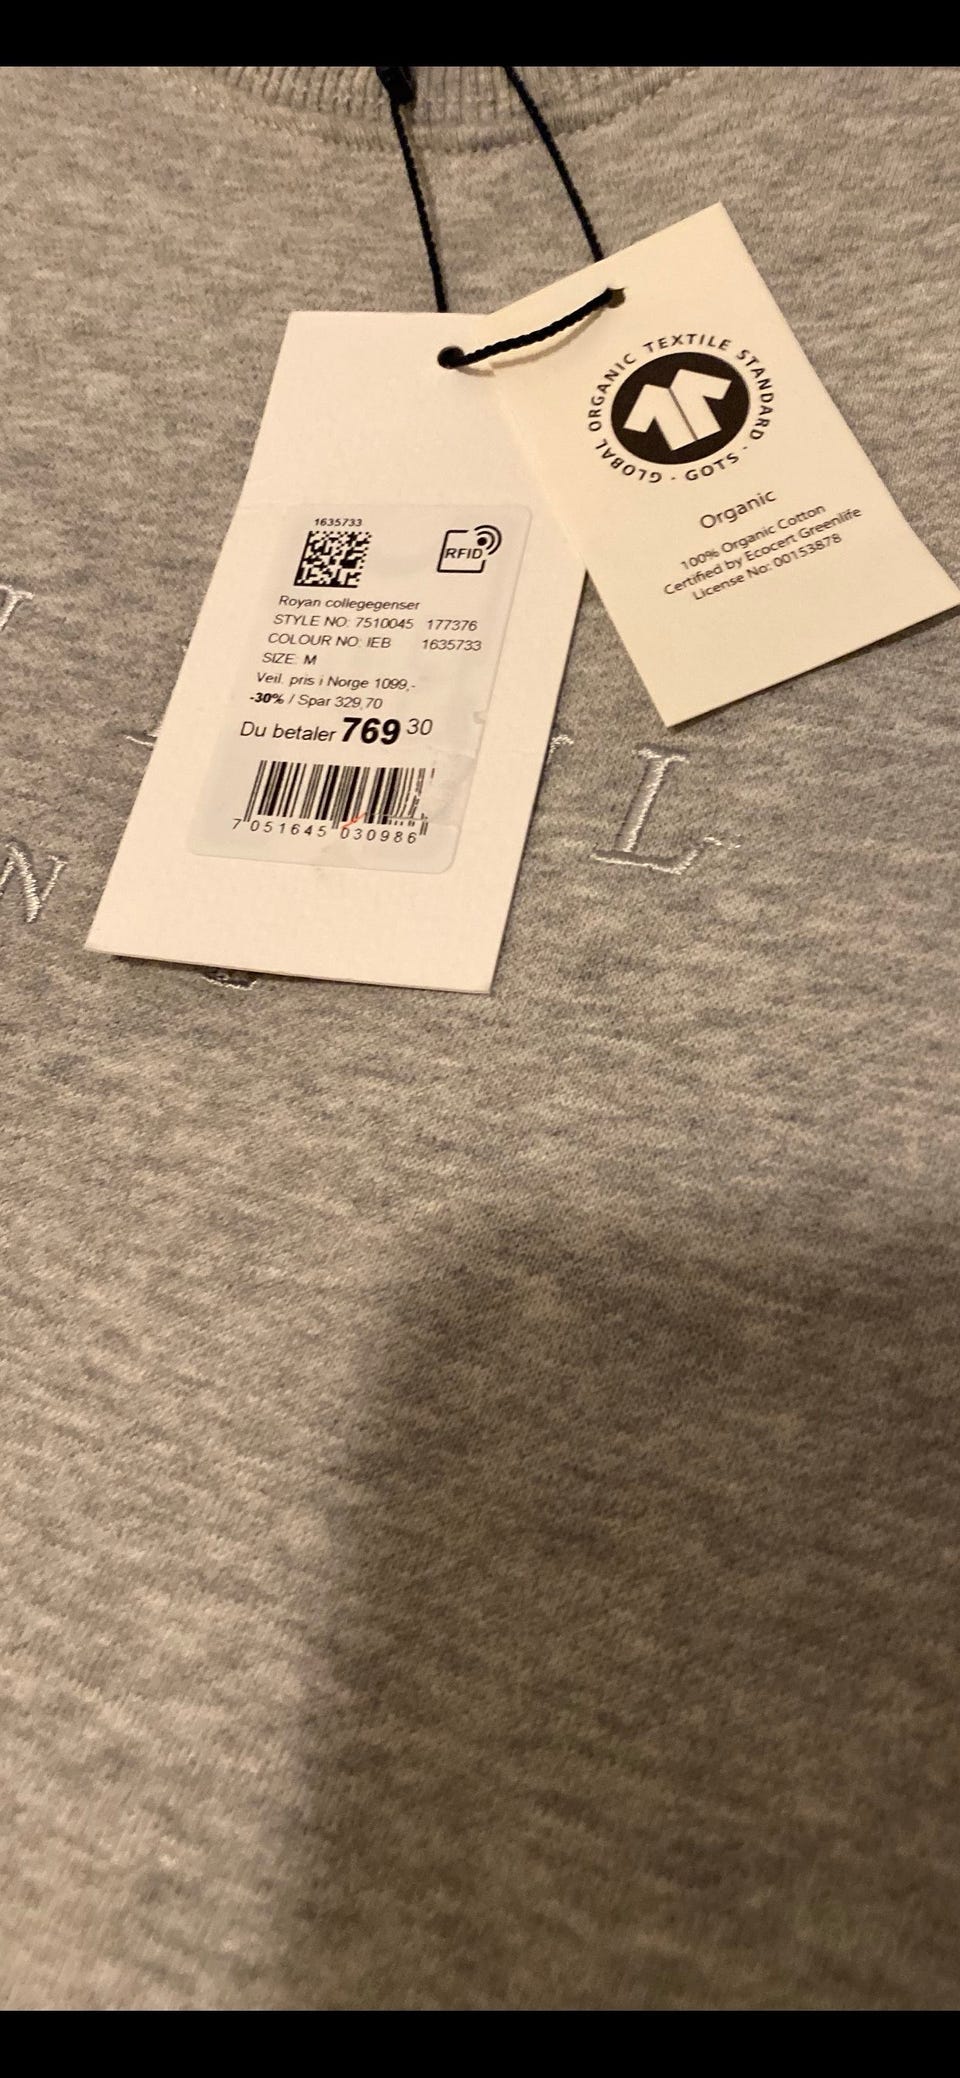 1635733
RFID
Royan collegegenser
STYLE NO: 7510045 177376
COLOUR NO: IEB 1635733
SIZE: M
Veil. pris i Norge 1099,-
-30% / Spar 329,70
Du betaler 769 30
7 051645 030986
GLOBAL ORGANIC TEXTILE STANDARD · GOTS ·
Organic
100% Organic Cotton
Certified by Ecocert Greenlife
License No: 00153878
L
N